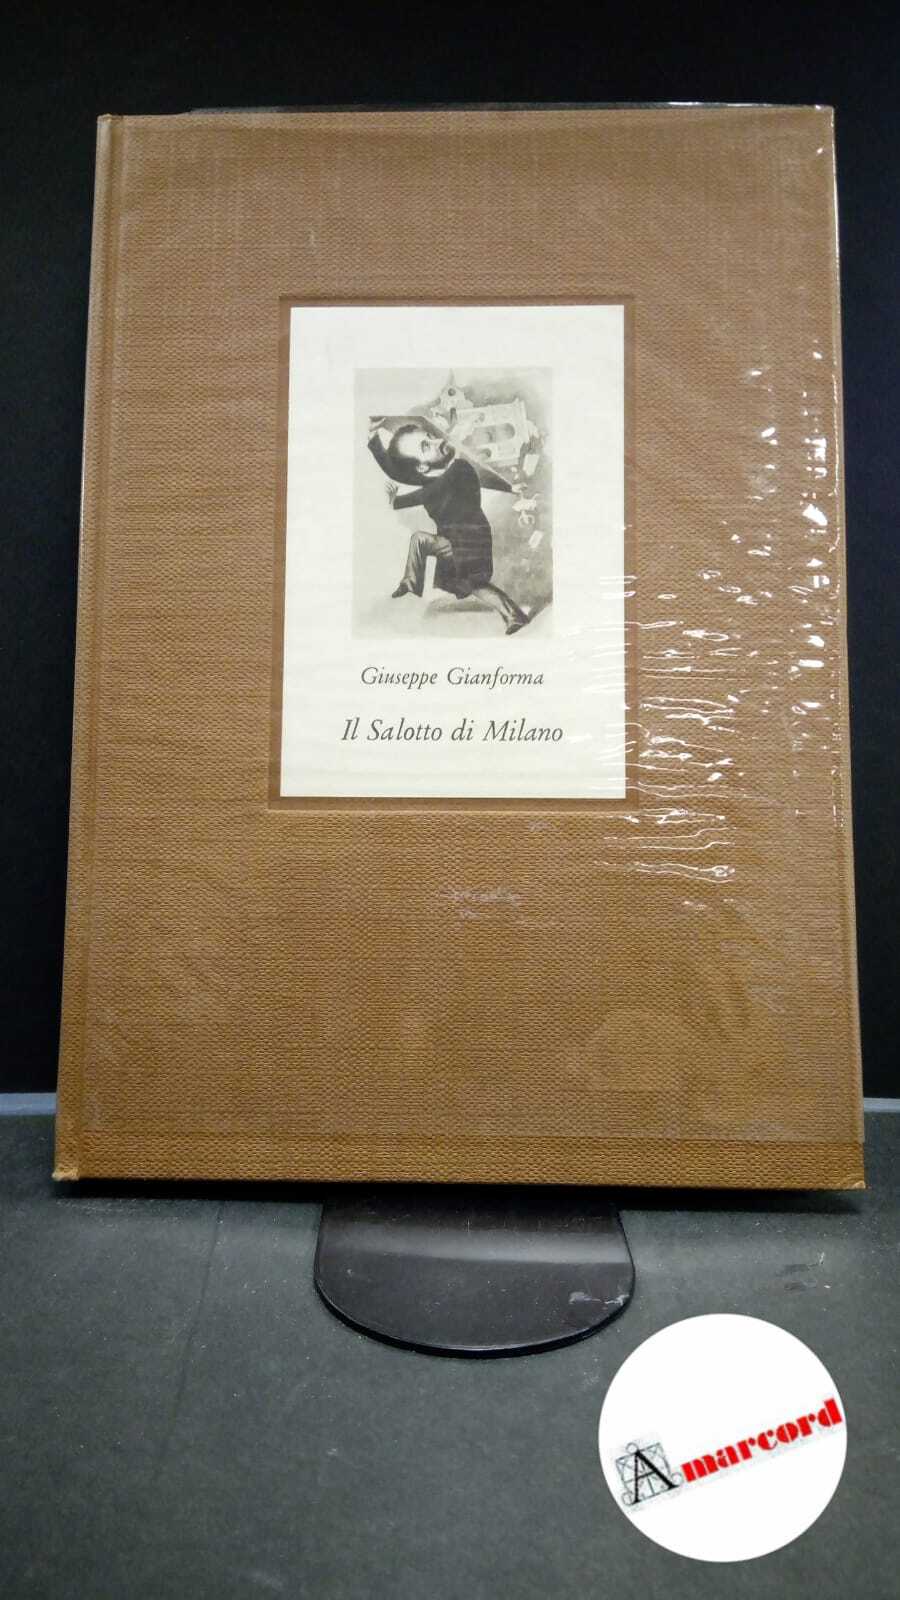 Giuseppe Gianforma
Il Salotto di Milano
Amarcord